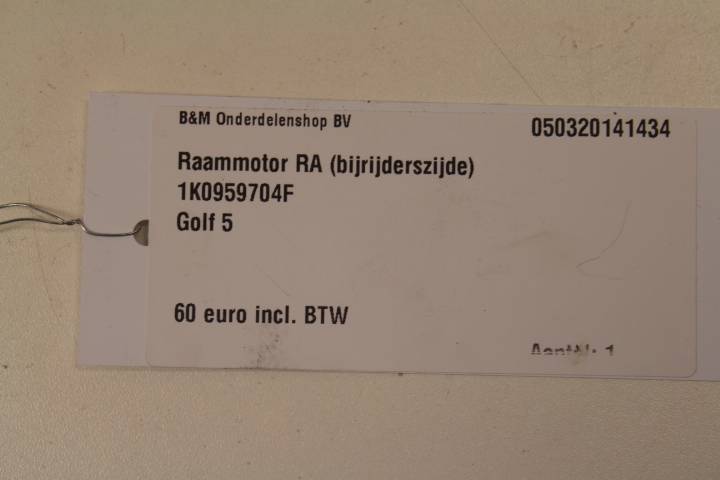 B&M Onderdelenshop BV
050320141434
Raammotor RA (bijrijderszijde)
1K0959704F
Golf 5
60 euro incl. BTW